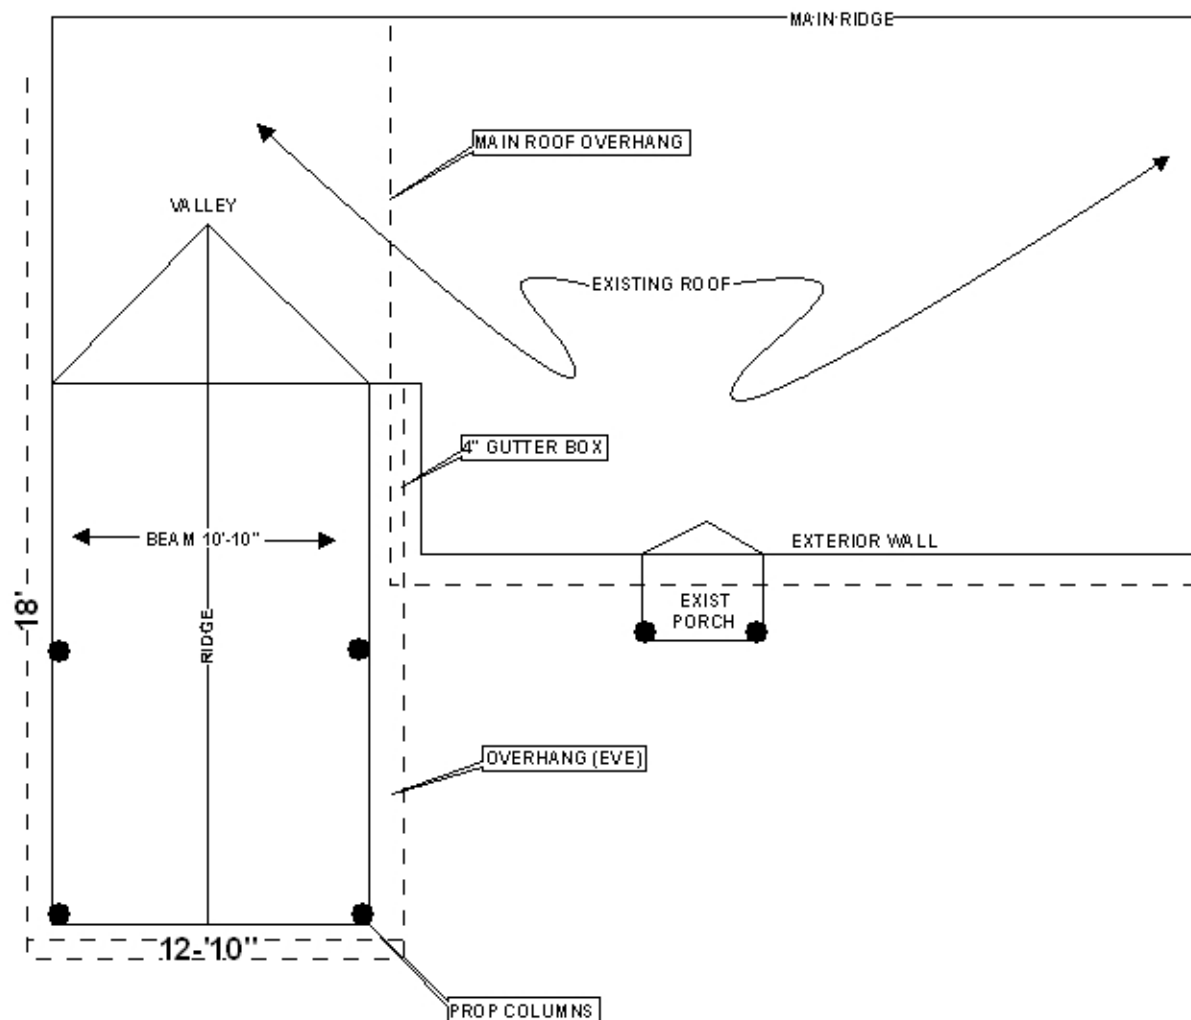 MAIN RIDGE
MAIN ROOF OVERHANG
VALLEY
EXISTING ROOF
4" GUTTER BOX
BEAM 10'-10"
EXTERIOR WALL
18'
RIDGE
EXIST
PORCH
OVERHANG (EVE)
12-'10"
PROP COLUMNS